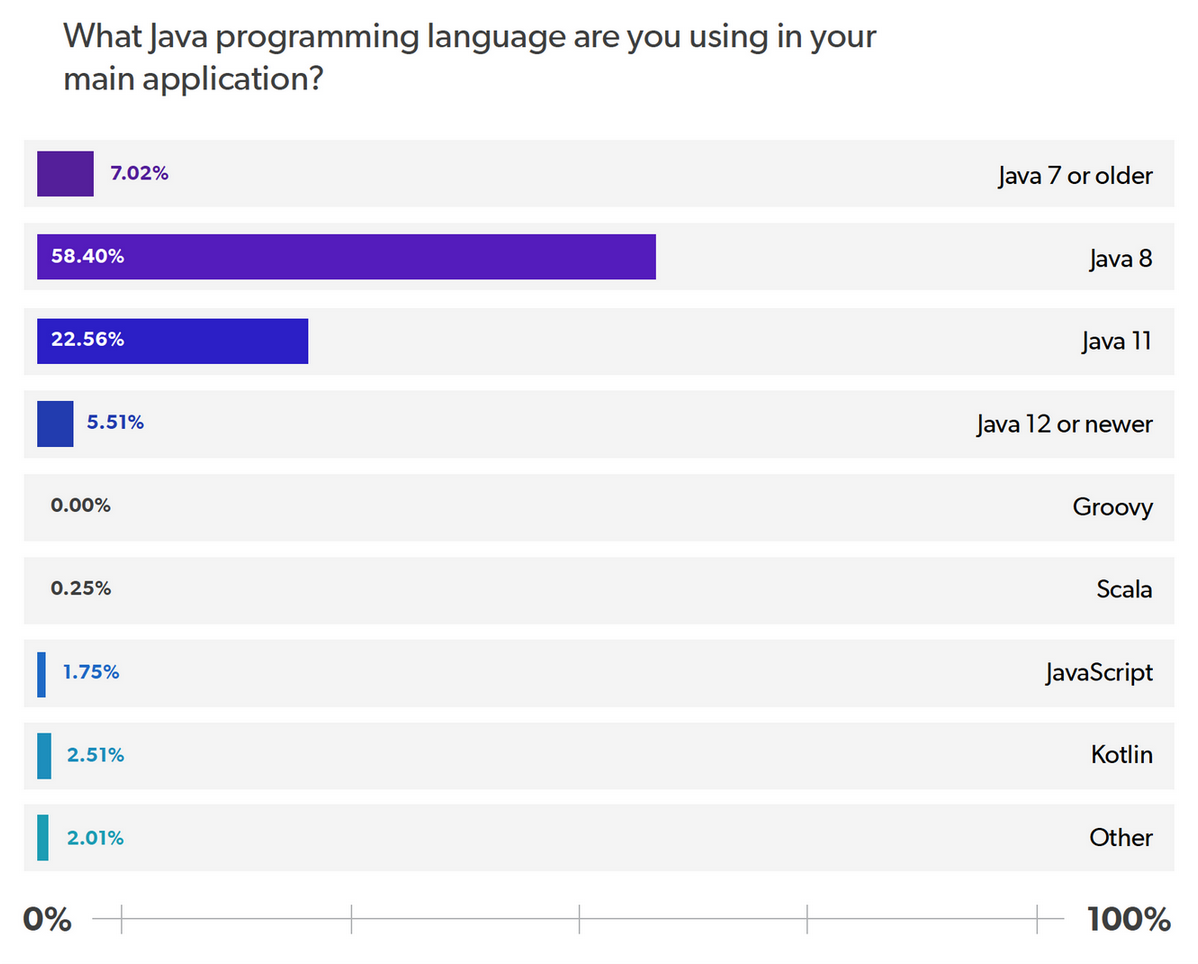 What Java programming language are you using in your
main application?
7.02% Java 7 or older
58.40% Java 8
22.56% Java 11
5.51% Java 12 or newer
0.00% Groovy
0.25% Scala
1.75% JavaScript
2.51% Kotlin
2.01% Other
0% 100%